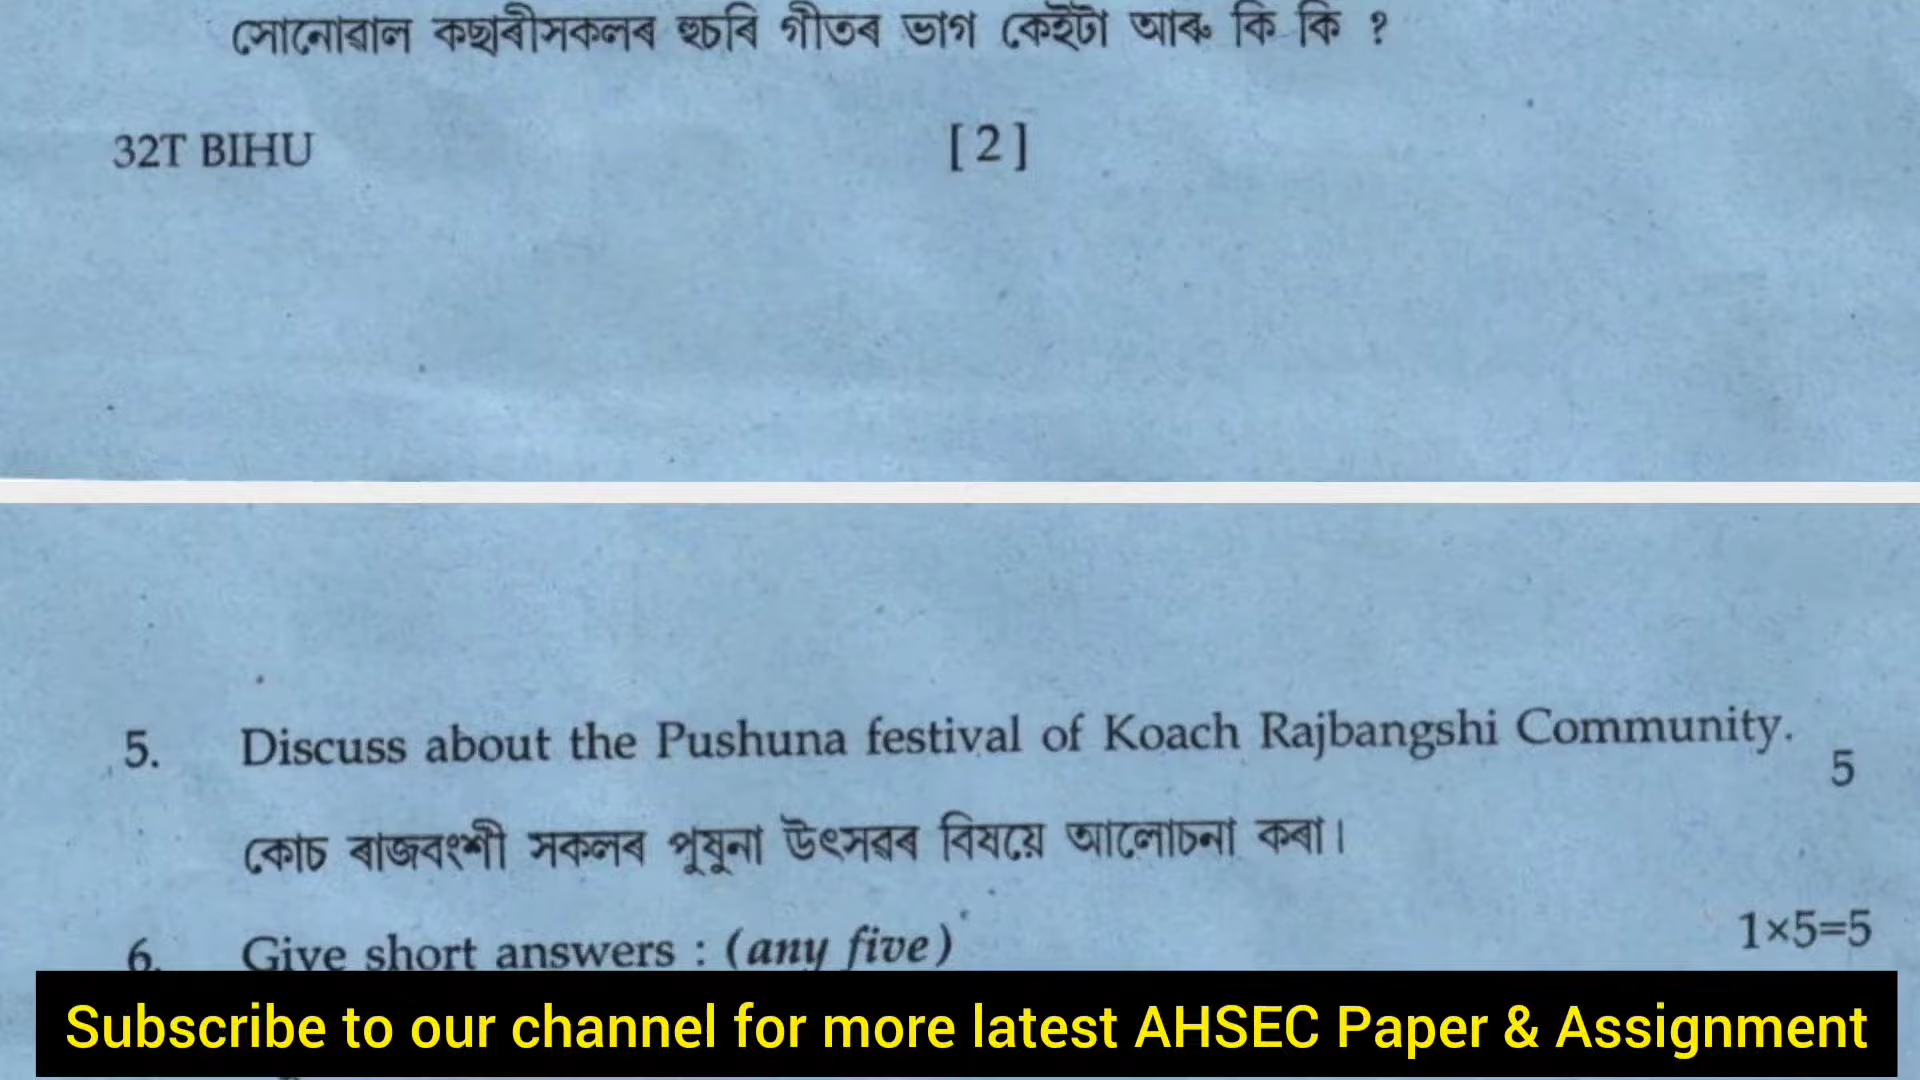 সোনোৱাল কছাৰীসকলৰ হুচৰি গীতৰ ভাগ কেইটা আৰু কি কি ?
32T BIHU [ 2 ]
5. Discuss about the Pushuna festival of Koach Rajbangshi Community. 5
কোচ ৰাজবংশী সকলৰ পুষুনা উৎসৱৰ বিষয়ে আলোচনা কৰা।
6. Give short answers : (any five) 1×5=5
Subscribe to our channel for more latest AHSEC Paper & Assignment